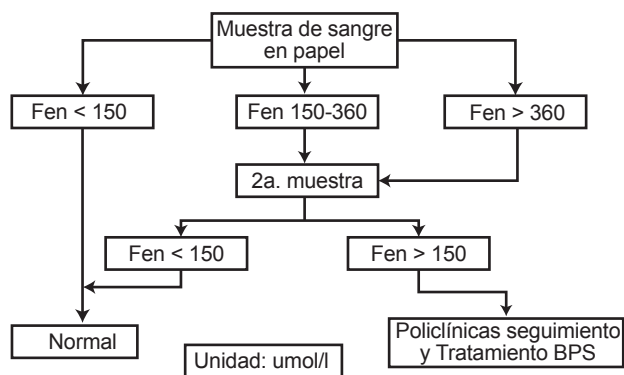 Muestra de sangre
en papel
Fen < 150
Fen 150-360
Fen > 360
2a. muestra
Fen < 150
Fen > 150
Normal
Policlínicas seguimiento
y Tratamiento BPS
Unidad: umol/l